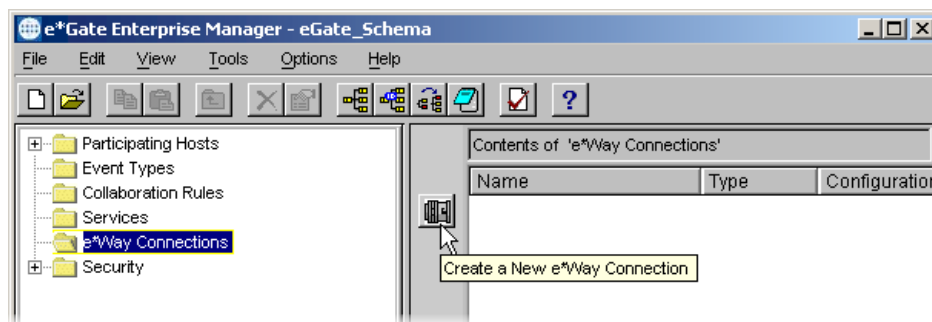 e*Gate Enterprise Manager - eGate_Schema
File Edit View Tools Options Help
Participating Hosts
Event Types
Collaboration Rules
Services
e*Way Connections
Security
Contents of 'e*Way Connections'
Name Type Configuration
Create a New e*Way Connection